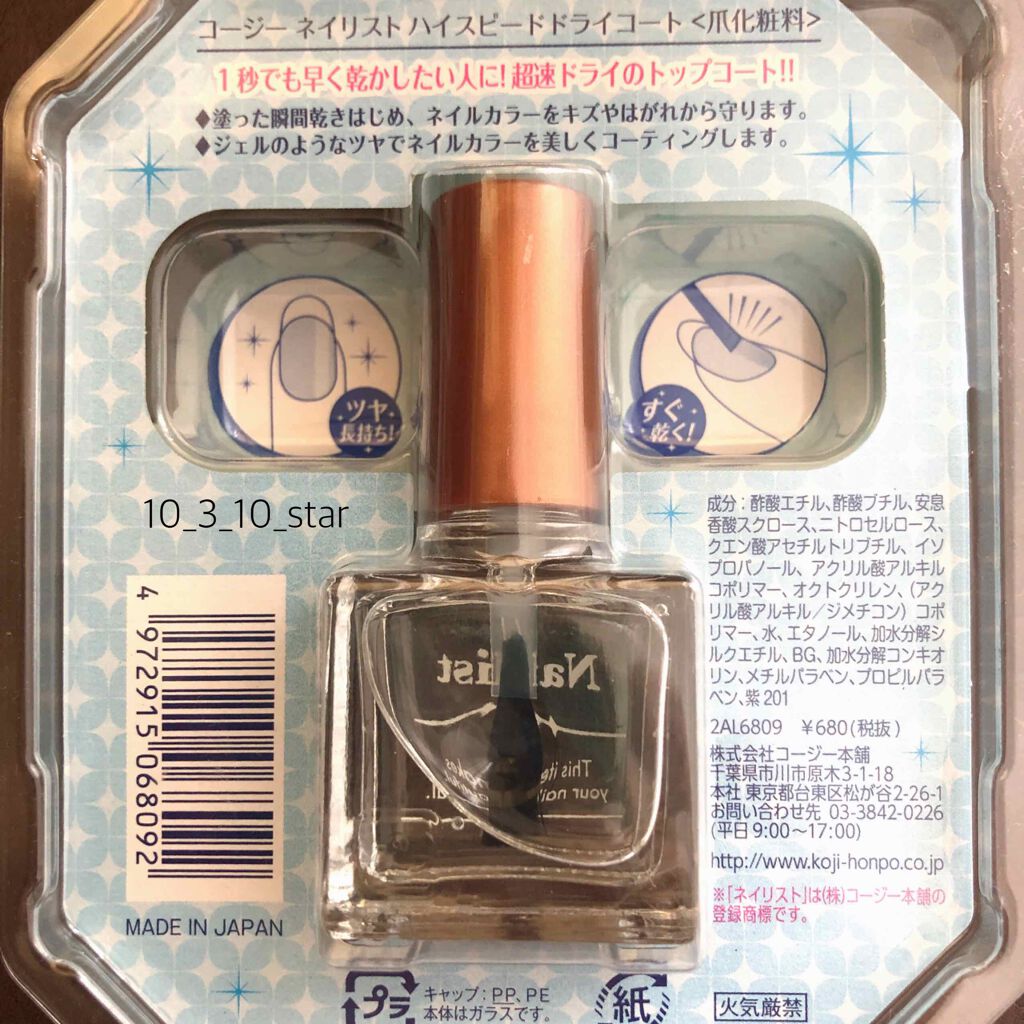 コージー ネイリスト ハイスピードドライコート <爪化粧料>
1秒でも早く乾かしたい人に! 超速ドライのトップコート!!
◆塗った瞬間乾きはじめ、ネイルカラーをキズやはがれから守ります。
◆ジェルのようなツヤでネイルカラーを美しくコーティングします。
ツヤ
長持ち!
すぐ
乾く!
10_3_10_star
成分:酢酸エチル、酢酸ブチル、安息
香酸スクロース、ニトロセルロース、
クエン酸アセチルトリブチル、イソ
プロパノール、アクリル酸アルキル
コポリマー、オクトクリレン、(アク
リル酸アルキル/ジメチコン)コポ
リマー、水、エタノール、加水分解シ
ルクエチル、BG、加水分解コンキオ
リン、メチルパラベン、プロピルパラ
ベン、紫201
2AL6809 ¥680(税抜)
株式会社コージー本舗
千葉県市川市原木3-1-18
本社 東京都台東区松が谷2-26-1
お問い合わせ先 03-3842-0226
(平日9:00〜17:00)
http://www.koji-honpo.co.jp
※「ネイリスト」は(株)コージー本舗の
登録商標です。
4 972915 068092
MADE IN JAPAN
Nailist
This ite
your nail
プラ
キャップ:PP、PE
本体はガラスです。
紙
火気厳禁